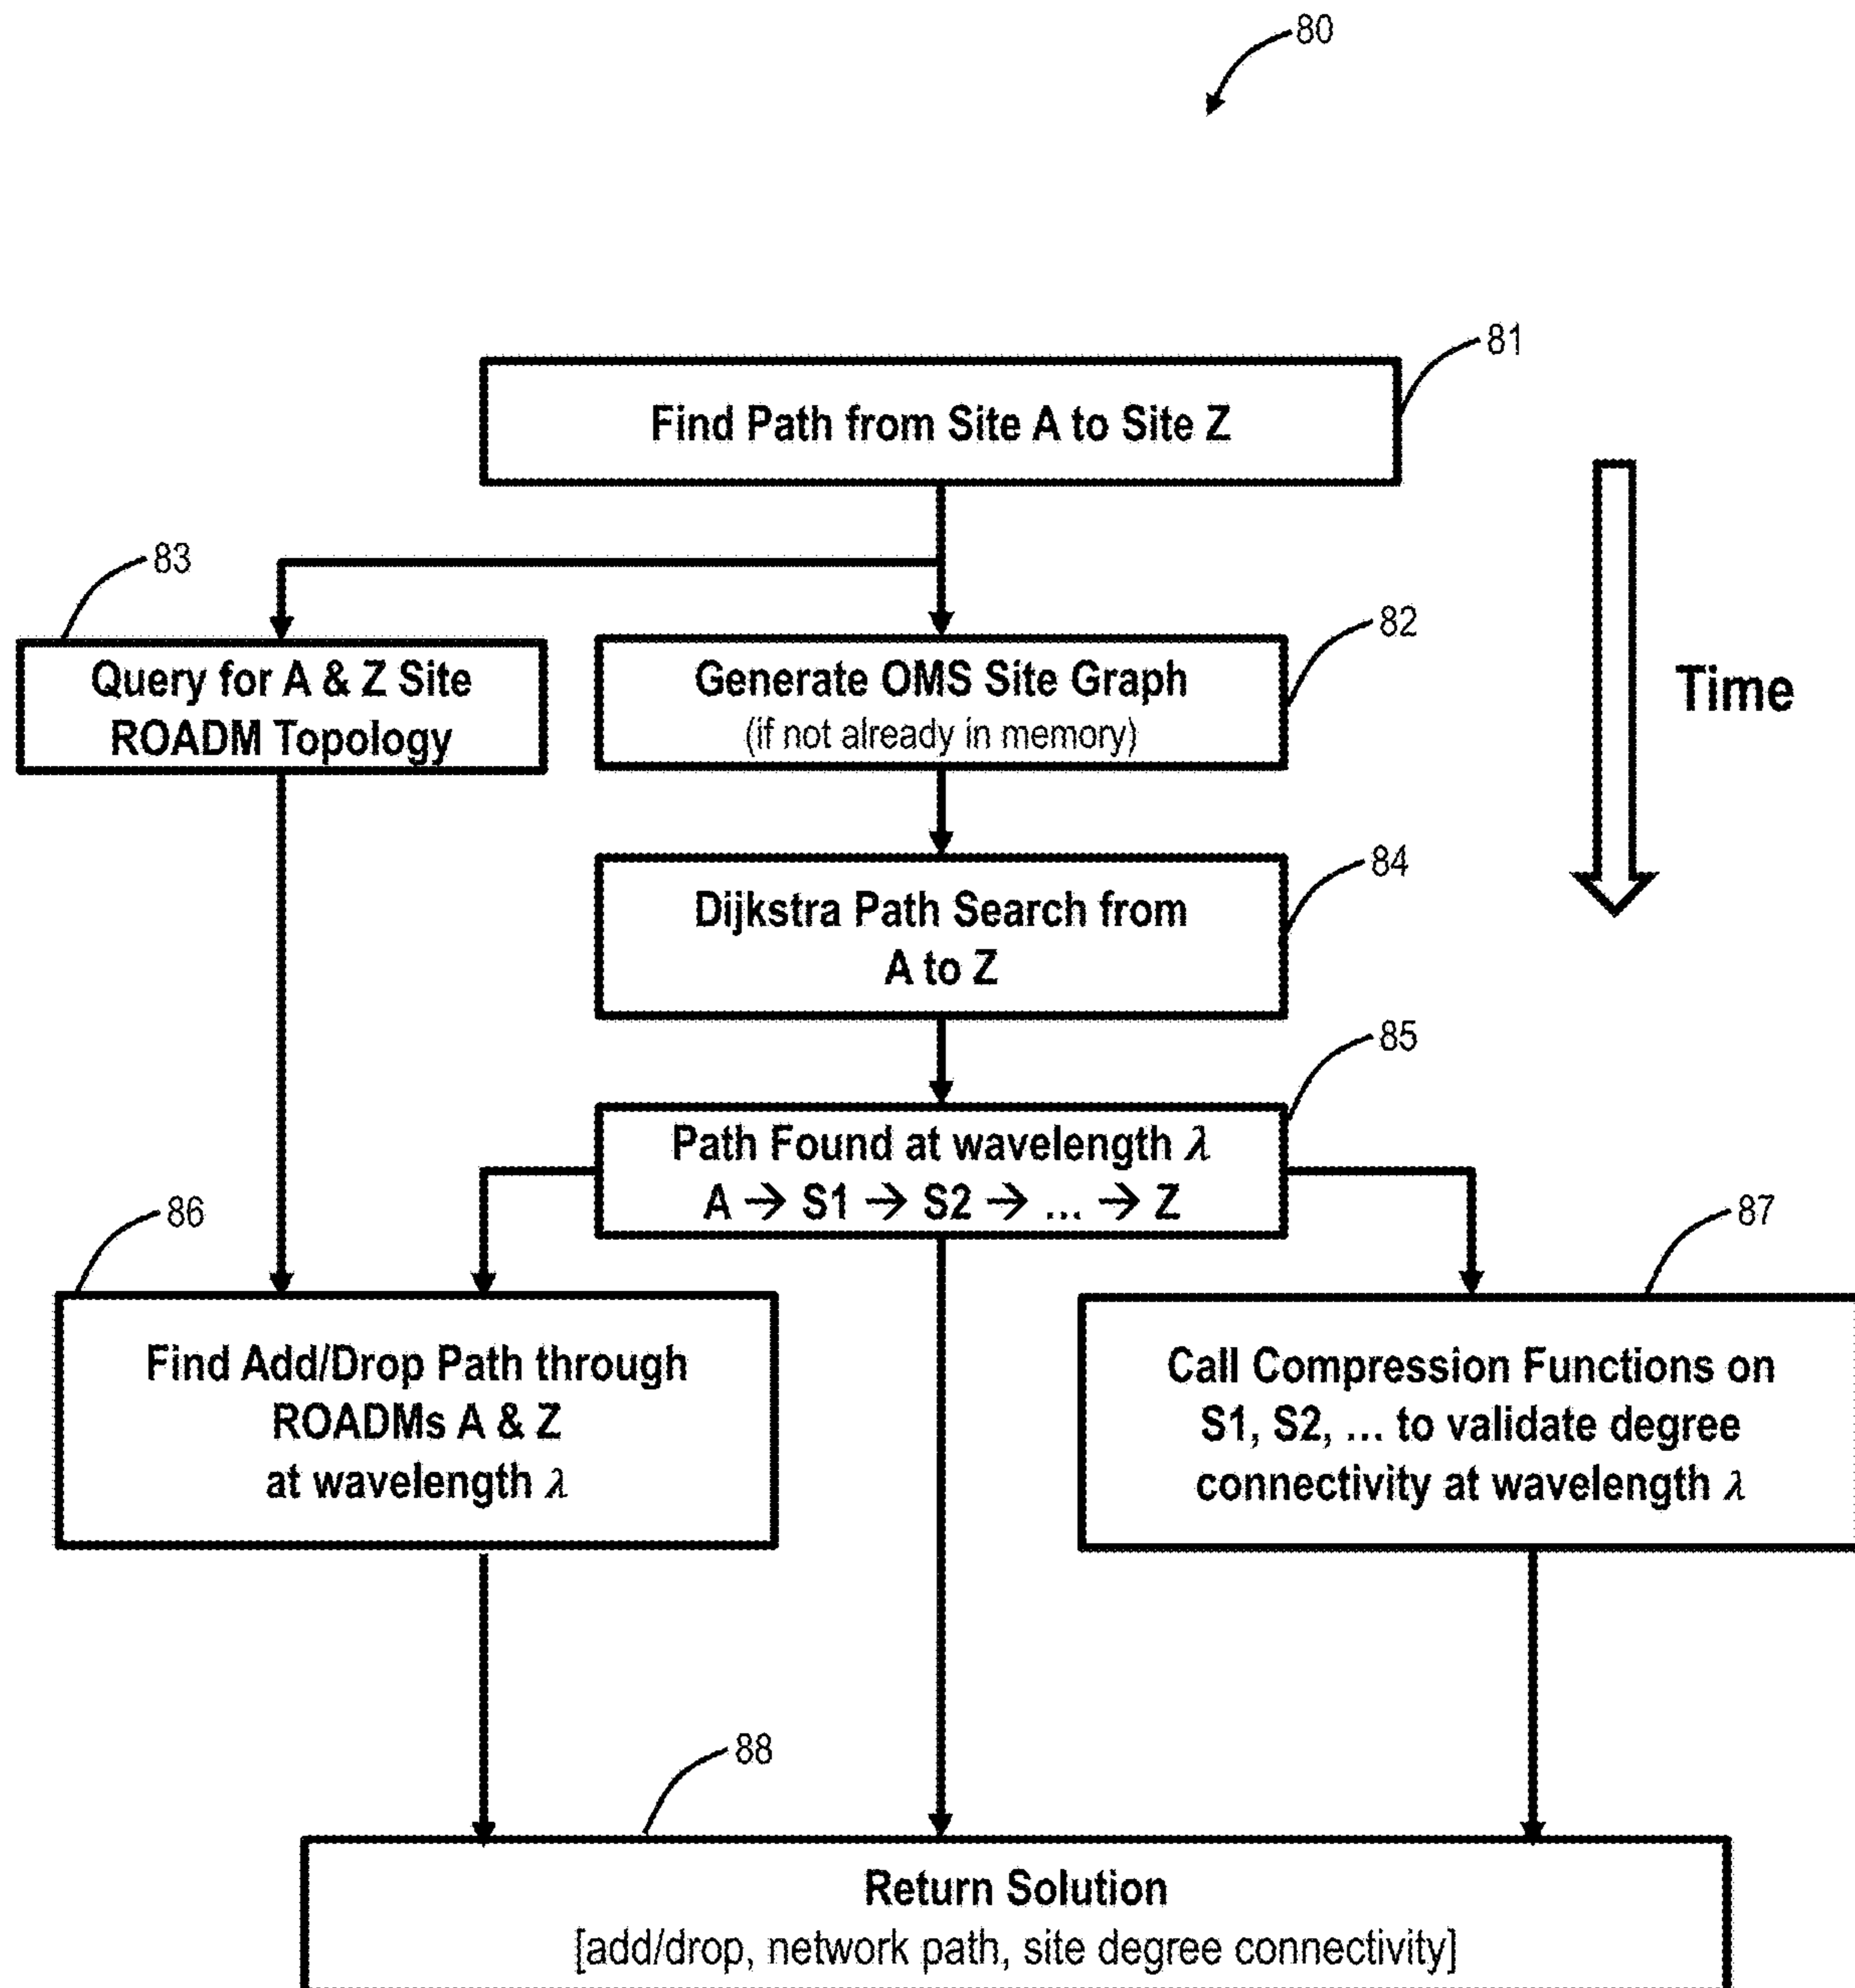 80
81
Find Path from Site A to Site Z
83
82
Query for A & Z Site
ROADM Topology
Generate OMS Site Graph
(if not already in memory)
Time
84
Dijkstra Path Search from
A to Z
85
Path Found at wavelength λ
A → S1 → S2 → ... → Z
86
87
Find Add/Drop Path through
ROADMs A & Z
at wavelength λ
Call Compression Functions on
S1, S2, ... to validate degree
connectivity at wavelength λ
88
Return Solution
[add/drop, network path, site degree connectivity]